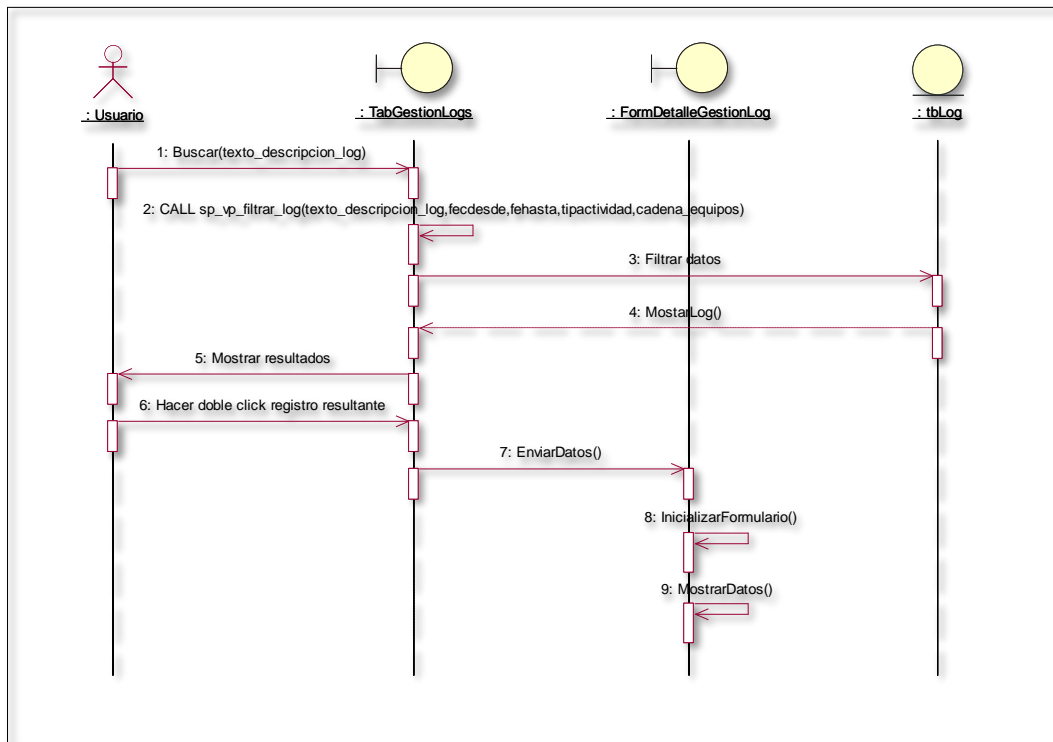 : Usuario
: TabGestionLogs
: FormDetalleGestionLog
: tbLog
1: Buscar(texto_descripcion_log)
2: CALL sp_vp_filtrar_log(texto_descripcion_log,fecdesde,fehasta,tipactividad,cadena_equipos)
3: Filtrar datos
4: MostarLog()
5: Mostrar resultados
6: Hacer doble click registro resultante
7: EnviarDatos()
8: InicializarFormulario()
9: MostrarDatos()